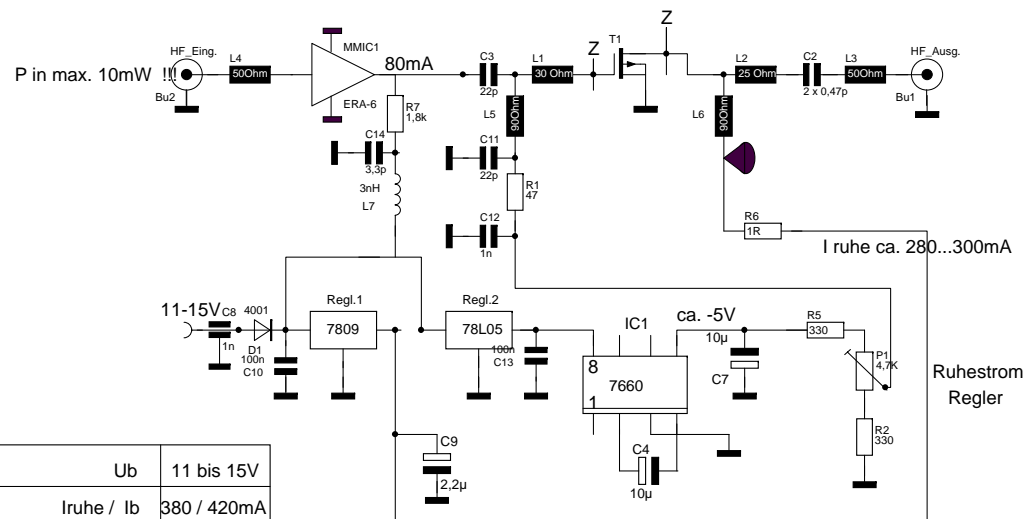 Z
HF_Eing.
L4
MMIC1
80mA
C3
L1
Z
T1
L2
C2
L3
HF_Ausg.
P in max. 10mW !!!
50Ohm
30 Ohm
25 Ohm
50Ohm
Bu2
ERA-6
22p
2 x 0,47p
Bu1
R7
1,8k
L5
90Ohm
L6
90Ohm
C14
3,3p
C11
22p
3nH
L7
R1
47
C12
1n
R6
1R
I ruhe ca. 280...300mA
11-15V
C8
4001
Regl.1
Regl.2
IC1
ca. -5V
R5
7809
78L05
10µ
330
1n
D1
100n
C10
100n
C13
8
7660
1
C7
P1
4,7K
Ruhestrom
Regler
R2
330
C9
2,2µ
C4
10µ
Ub
11 bis 15V
Iruhe / Ib
380 / 420mA